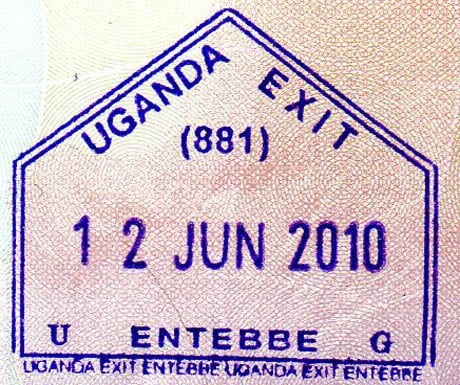 UGANDA EXIT
(881)
12 JUN 2010
U ENTEBBE G
UGANDA EXIT ENTEBBE UGANDA EXIT ENTEBBE